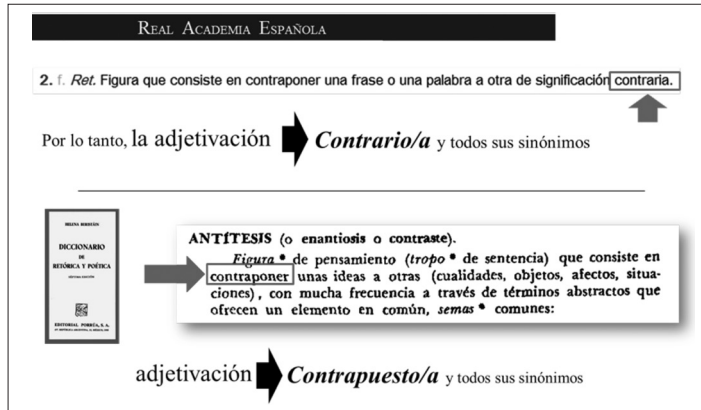 REAL ACADEMIA ESPAÑOLA
2. f. Ret. Figura que consiste en contraponer una frase o una palabra a otra de significación contraria.
Por lo tanto, la adjetivación Contrario/a y todos sus sinónimos
HELENA BERISTÁIN
DICCIONARIO
DE
RETÓRICA Y POÉTICA
EDITORIAL PORRÚA, S. A.
ANTÍTESIS (o enantiosis o contraste).
Figura * de pensamiento (tropo * de sentencia) que consiste en
contraponer unas ideas a otras (cualidades, objetos, afectos, situa-
ciones), con mucha frecuencia a través de términos abstractos que
ofrecen un elemento en común, semas * comunes:
adjetivación Contrapuesto/a y todos sus sinónimos